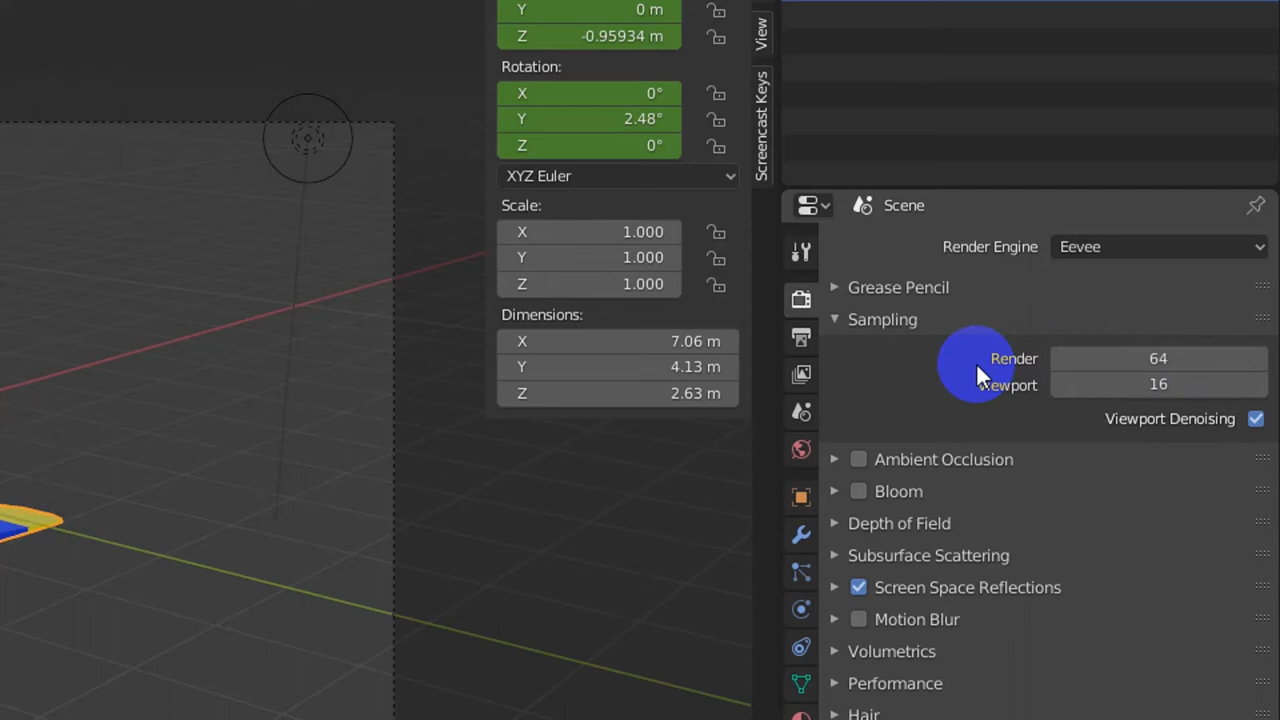 Y 0 m
Z -0.95934 m
Rotation:
X 0°
Y 2.48°
Z 0°
XYZ Euler
Scale:
X 1.000
Y 1.000
Z 1.000
Dimensions:
X 7.06 m
Y 4.13 m
Z 2.63 m
View
Screencast Keys
Scene
Render Engine Eevee
Grease Pencil
Sampling
Render 64
Viewport 16
Viewport Denoising
Ambient Occlusion
Bloom
Depth of Field
Subsurface Scattering
Screen Space Reflections
Motion Blur
Volumetrics
Performance
Hair